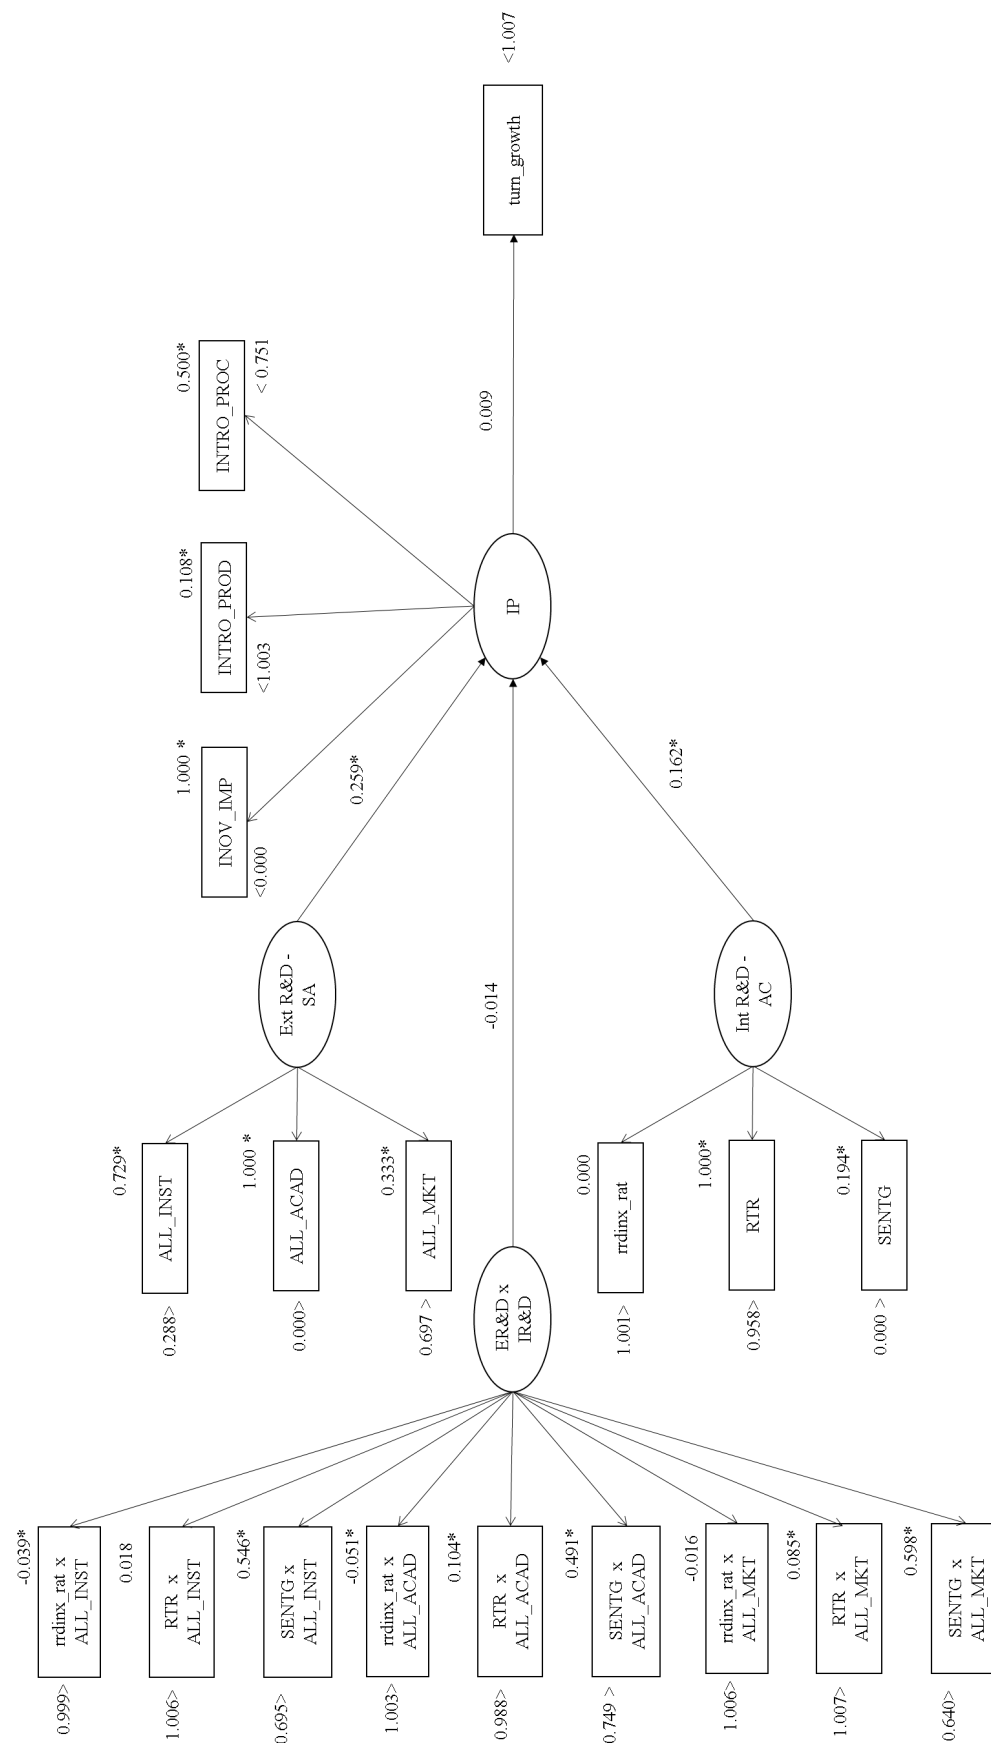 -0.039*
rrdinx_rat x
ALL_INST
0.999>
0.018
RTR x
ALL_INST
1.006>
0.546*
SENTG x
ALL_INST
0.695>
-0.051*
rrdinx_rat x
ALL_ACAD
1.003>
0.104*
RTR x
ALL_ACAD
0.988>
0.491*
SENTG x
ALL_ACAD
0.749 >
-0.016
rrdinx_rat x
ALL_MKT
1.006>
0.085*
RTR x
ALL_MKT
1.007>
0.598*
SENTG x
ALL_MKT
0.640>
ER&D x
IR&D
0.729*
ALL_INST
0.288>
1.000 *
ALL_ACAD
0.000>
0.333*
ALL_MKT
0.697 >
0.000
rrdinx_rat
1.001>
1.000*
RTR
0.958>
0.194*
SENTG
0.000 >
Ext R&D -
SA
Int R&D -
AC
-0.014
0.259*
0.162*
1.000 *
INOV_IMP
<0.000
0.108*
INTRO_PROD
<1.003
0.500*
INTRO_PROC
< 0.751
IP
0.009
turn_growth
<1.007